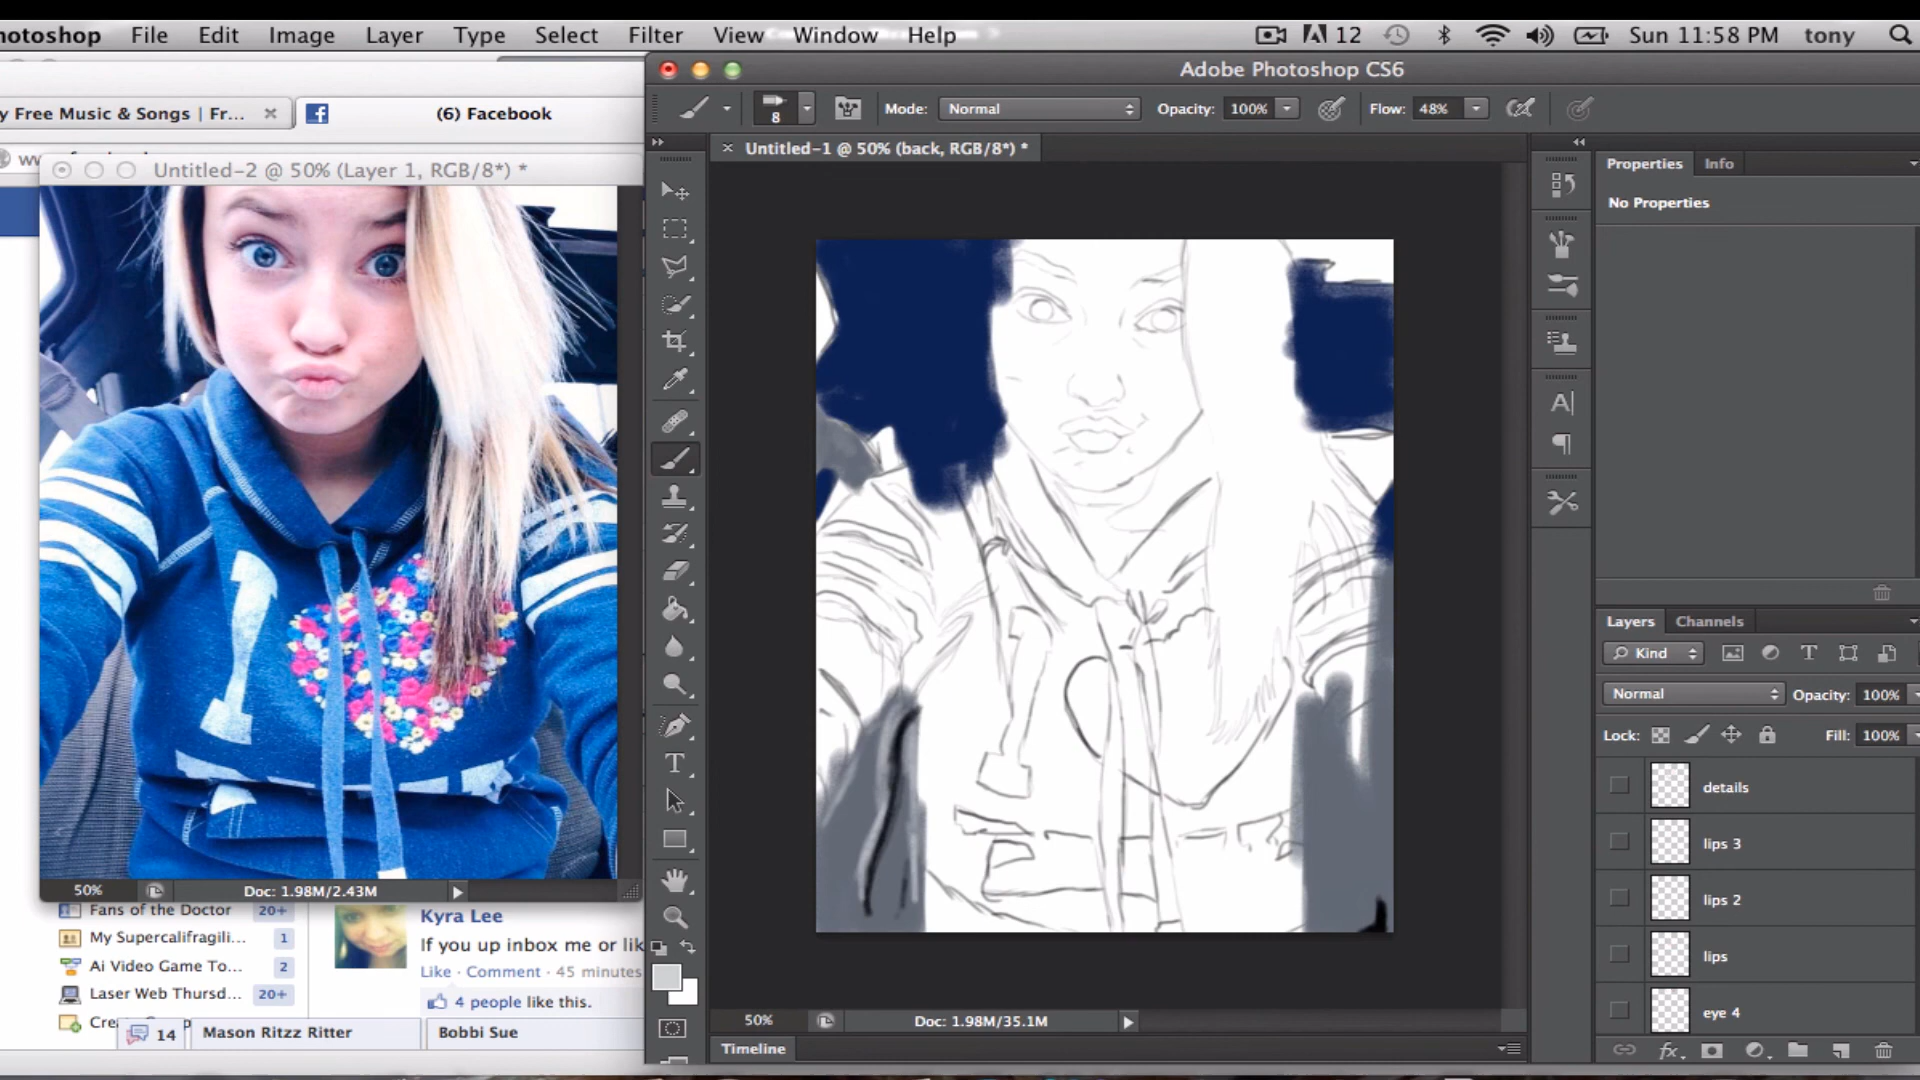 hotoshop File Edit Image Layer Type Select Filter View Window Help 12 Sun 11:58 PM tony
Adobe Photoshop CS6
y Free Music & Songs | Fr...
(6) Facebook
8
Mode: Normal Opacity: 100% Flow: 48%
Untitled-2 @ 50% (Layer 1, RGB/8*) *
Untitled-1 @ 50% (back, RGB/8*) *
Properties Info
No Properties
Layers Channels
Kind
Normal Opacity: 100%
Lock: Fill: 100%
details
lips 3
lips 2
lips
eye 4
50% Doc: 1.98M/2.43M
Fans of the Doctor 20+
My Supercalifragili... 1
Ai Video Game To... 2
Laser Web Thursd... 20+
Kyra Lee
If you up inbox me or lik
Like · Comment · 45 minutes
4 people like this.
14 Mason Ritzz Ritter Bobbi Sue
50% Doc: 1.98M/35.1M
Timeline